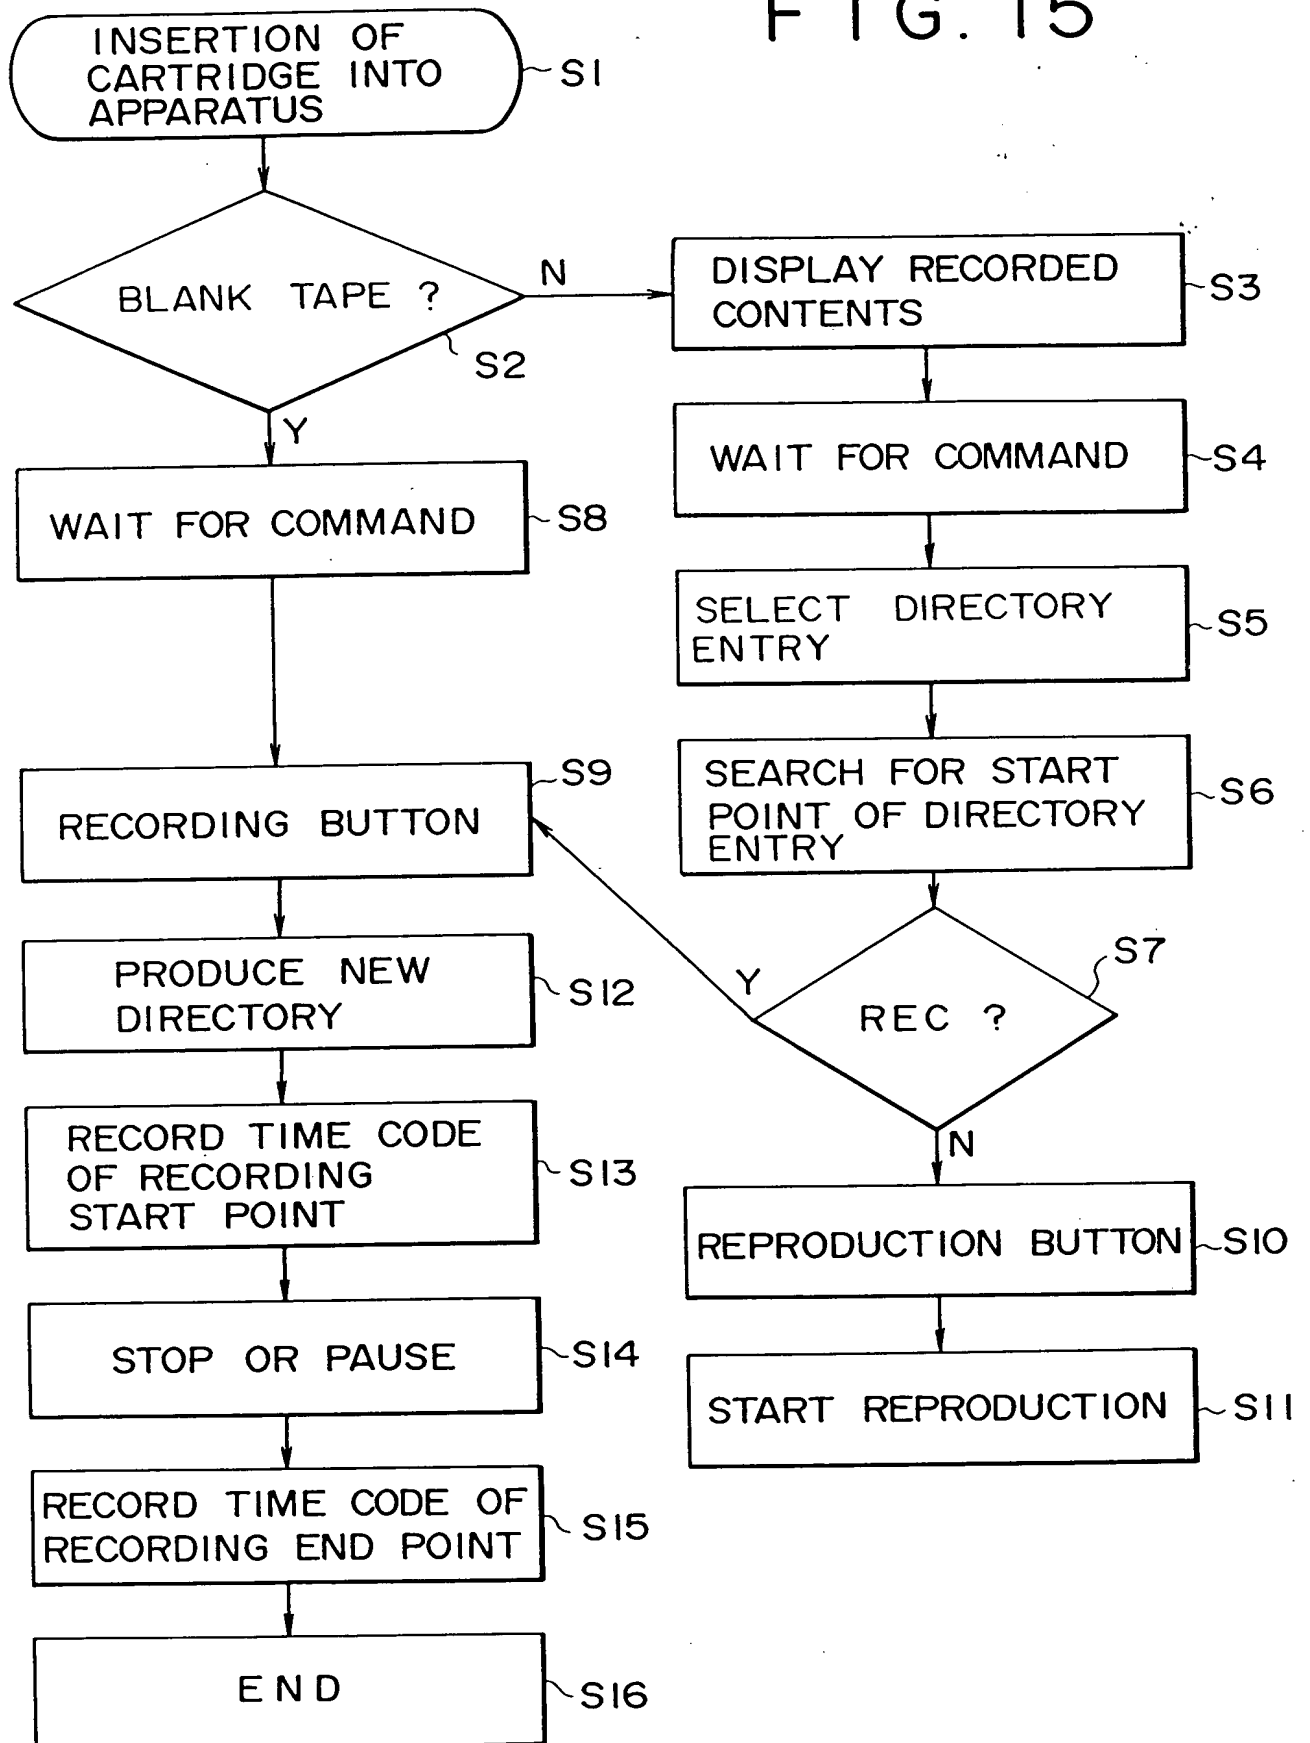 FIG. 15
INSERTION OF
CARTRIDGE INTO
APPARATUS
S1
BLANK TAPE ?
S2
N
Y
DISPLAY RECORDED
CONTENTS
S3
WAIT FOR COMMAND
S4
SELECT DIRECTORY
ENTRY
S5
SEARCH FOR START
POINT OF DIRECTORY
ENTRY
S6
REC ?
S7
Y
N
REPRODUCTION BUTTON
S10
START REPRODUCTION
S11
WAIT FOR COMMAND
S8
RECORDING BUTTON
S9
PRODUCE NEW
DIRECTORY
S12
RECORD TIME CODE
OF RECORDING
START POINT
S13
STOP OR PAUSE
S14
RECORD TIME CODE OF
RECORDING END POINT
S15
END
S16